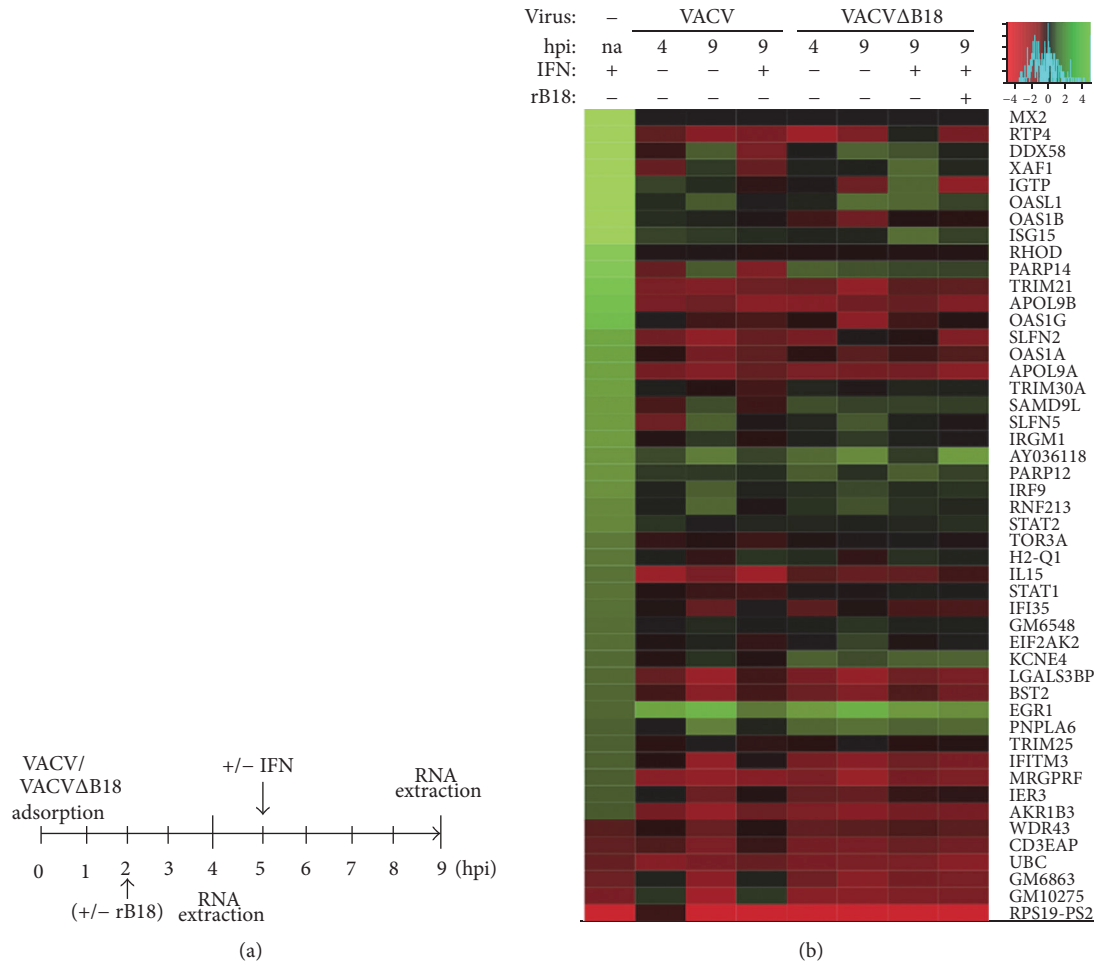 VACV/
VACVΔB18
adsorption
+/− IFN
RNA
extraction
0 1 2 3 4 5 6 7 8 9 (hpi)
(+/− rB18)
RNA
extraction
(a)
Virus: − VACV VACVΔB18
hpi: na 4 9 9 4 9 9 9
IFN: + − − + − − + +
rB18: − − − − − − − +
−4 −2 0 2 4
MX2
RTP4
DDX58
XAF1
IGTP
OASL1
OAS1B
ISG15
RHOD
PARP14
TRIM21
APOL9B
OAS1G
SLFN2
OAS1A
APOL9A
TRIM30A
SAMD9L
SLFN5
IRGM1
AY036118
PARP12
IRF9
RNF213
STAT2
TOR3A
H2-Q1
IL15
STAT1
IFI35
GM6548
EIF2AK2
KCNE4
LGALS3BP
BST2
EGR1
PNPLA6
TRIM25
IFITM3
MRGPRF
IER3
AKR1B3
WDR43
CD3EAP
UBC
GM6863
GM10275
RPS19-PS2
(b)